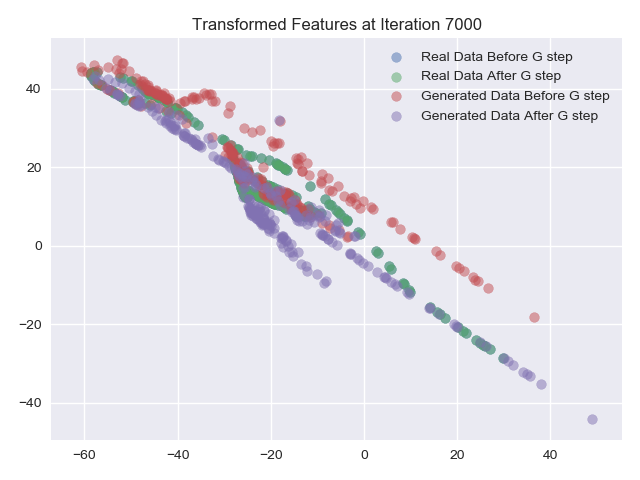 Transformed Features at Iteration 7000
Real Data Before G step
Real Data After G step
Generated Data Before G step
Generated Data After G step
40
20
0
−20
−40
−60 −40 −20 0 20 40